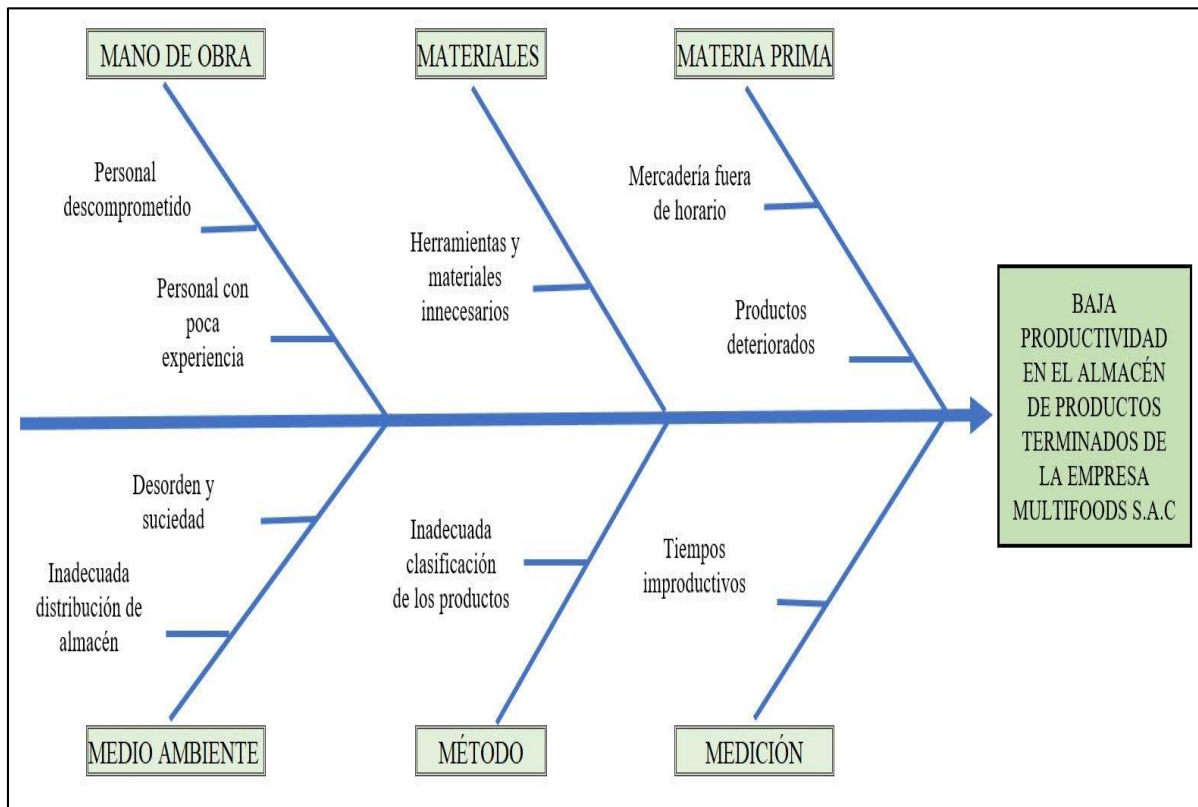 MANO DE OBRA
MATERIALES
MATERIA PRIMA
Personal
descomprometido
Personal con
poca
experiencia
Herramientas y
materiales
innecesarios
Mercadería fuera
de horario
Productos
deteriorados
BAJA
PRODUCTIVIDAD
EN EL ALMACÉN
DE PRODUCTOS
TERMINADOS DE
LA EMPRESA
MULTIFOODS S.A.C
Desorden y
suciedad
Inadecuada
distribución de
almacén
Inadecuada
clasificación
de los productos
Tiempos
improductivos
MEDIO AMBIENTE
MÉTODO
MEDICIÓN